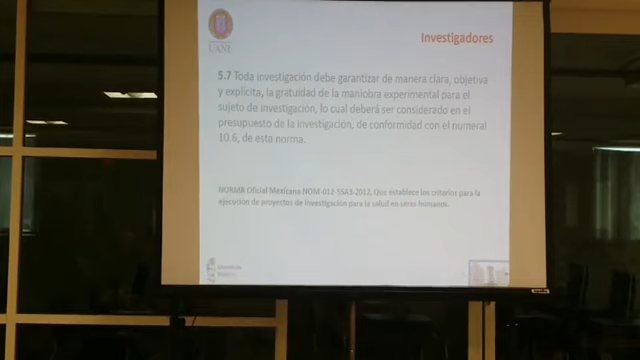 UANL
Investigadores
5.7 Toda investigación debe garantizar de manera clara, objetiva
y explícita, la gratuidad de la maniobra experimental para el
sujeto de investigación, lo cual deberá ser considerado en el
presupuesto de la investigación, de conformidad con el numeral
10.6, de esta norma.
NORMA Oficial Mexicana NOM-012-SSA3-2012, Que establece los criterios para la
ejecución de proyectos de investigación para la salud en seres humanos.